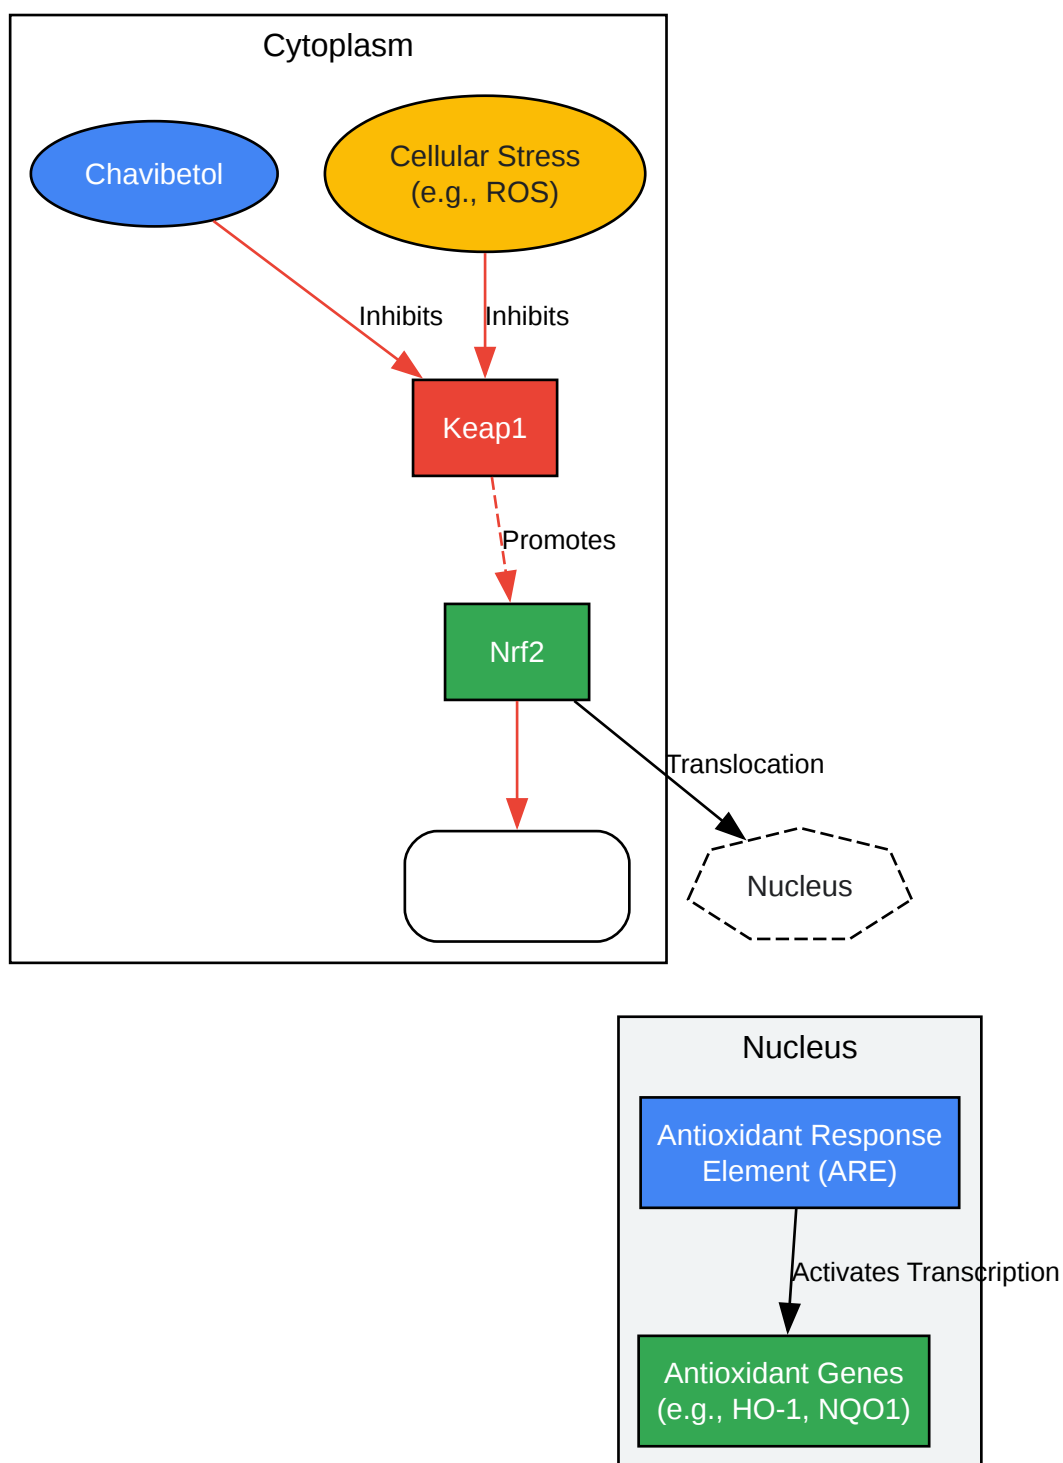 Cytoplasm
Chavibetol
Cellular Stress
(e.g., ROS)
Inhibits
Inhibits
Keap1
Promotes
Nrf2
Translocation
Nucleus
Nucleus
Antioxidant Response
Element (ARE)
Activates Transcription
Antioxidant Genes
(e.g., HO-1, NQO1)